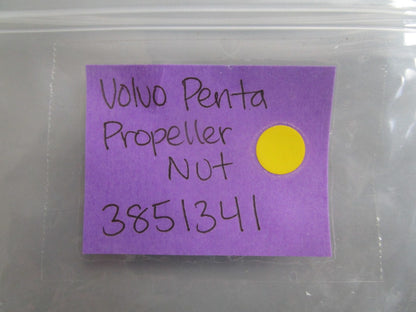 Volvo Penta
Propeller
Nut
3851341